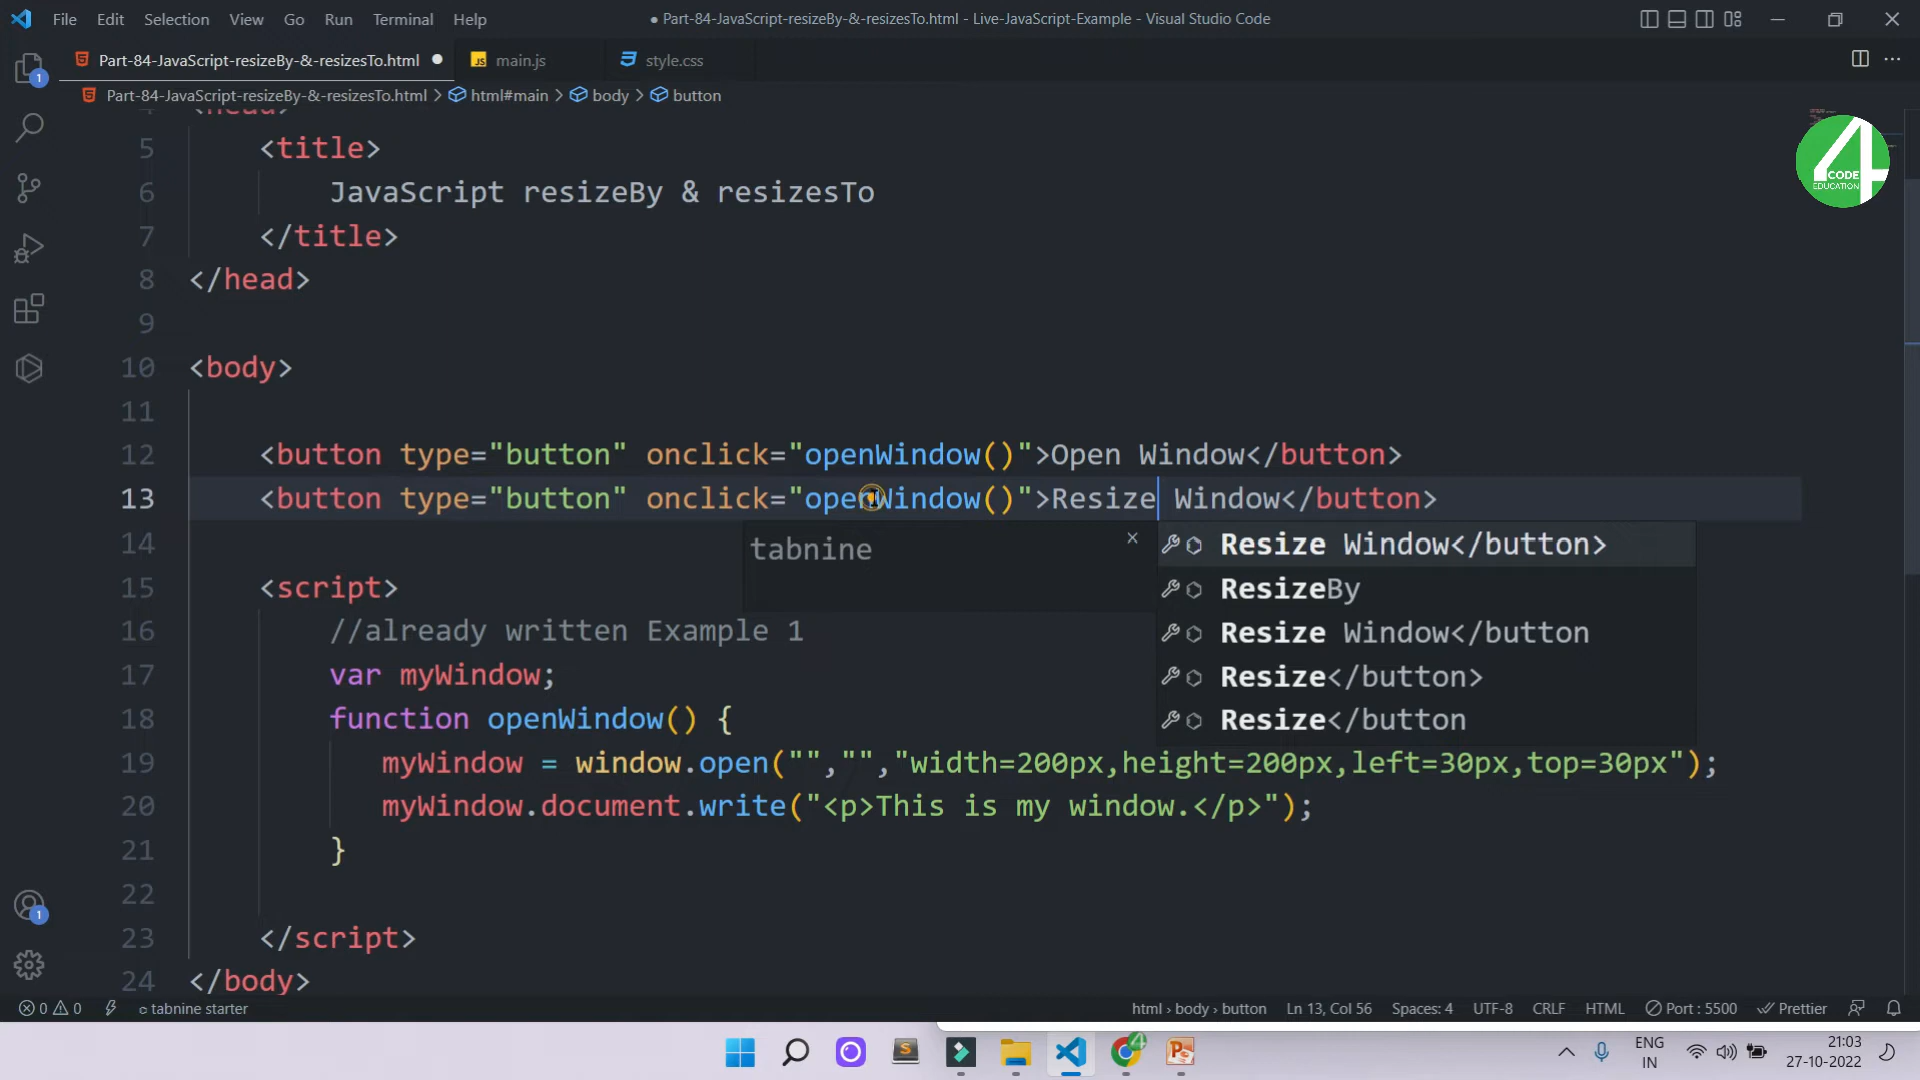 File Edit Selection View Go Run Terminal Help
● Part-84-JavaScript-resizeBy-&-resizesTo.html - Live-JavaScript-Example - Visual Studio Code
Part-84-JavaScript-resizeBy-&-resizesTo.html ● main.js style.css
Part-84-JavaScript-resizeBy-&-resizesTo.html > html#main > body > button
1
4 <head>
5 <title>
6 JavaScript resizeBy & resizesTo
7 </title>
8 </head>
9
10 <body>
11
12 <button type="button" onclick="openWindow()">Open Window</button>
13 <button type="button" onclick="openWindow()">Resize Window</button>
14
15 <script>
16 //already written Example 1
17 var myWindow;
18 function openWindow() {
19 myWindow = window.open("","","width=200px,height=200px,left=30px,top=30px");
20 myWindow.document.write("<p>This is my window.</p>");
21 }
22
23 </script>
24 </body>
tabnine ×
Resize Window</button>
ResizeBy
Resize Window</button
Resize</button>
Resize</button
4
CODE
EDUCATION
1
0 0 tabnine starter
html › body › button Ln 13, Col 56 Spaces: 4 UTF-8 CRLF HTML Port : 5500 Prettier
ENG
IN
21:03
27-10-2022